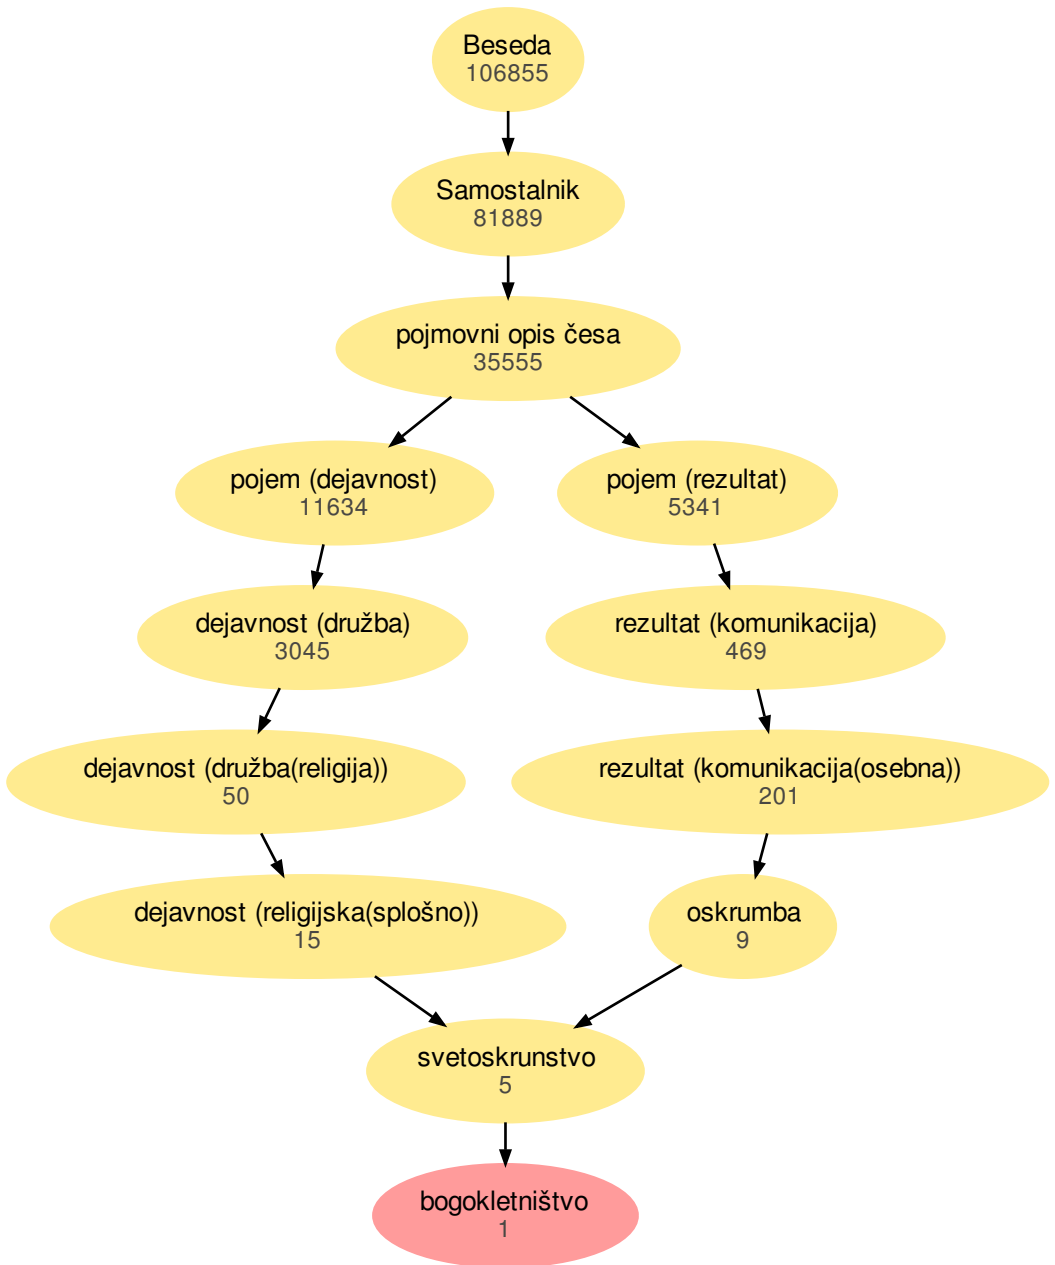 Beseda
106855
Samostalnik
81889
pojmovni opis česa
35555
pojem (dejavnost)
11634
pojem (rezultat)
5341
dejavnost (družba)
3045
rezultat (komunikacija)
469
dejavnost (družba(religija))
50
rezultat (komunikacija(osebna))
201
dejavnost (religijska(splošno))
15
oskrumba
9
svetoskrunstvo
5
bogokletništvo
1